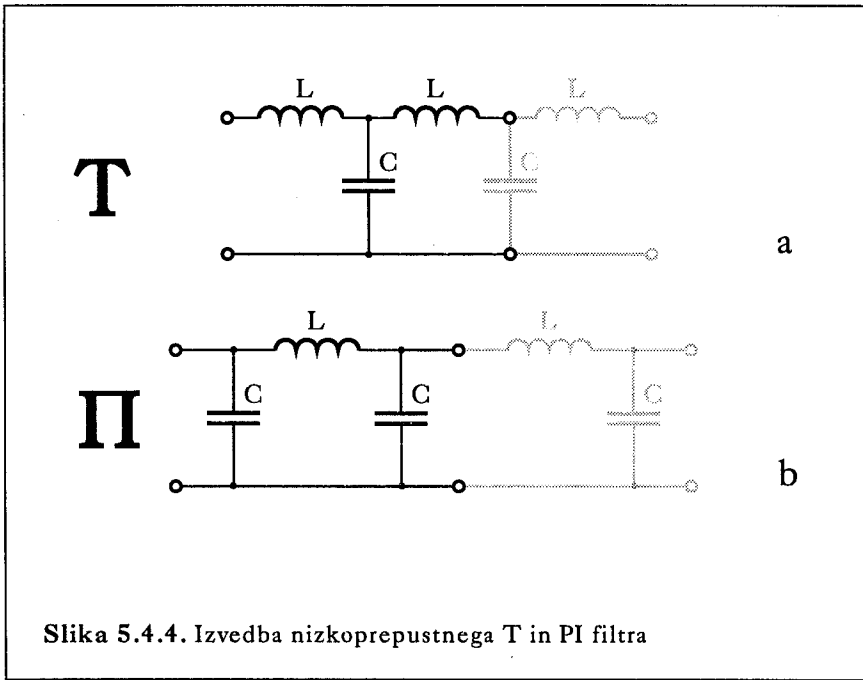 L L L
T
C C
a
L L
Π
C C C
b
Slika 5.4.4. Izvedba nizkoprepustnega T in PI filtra